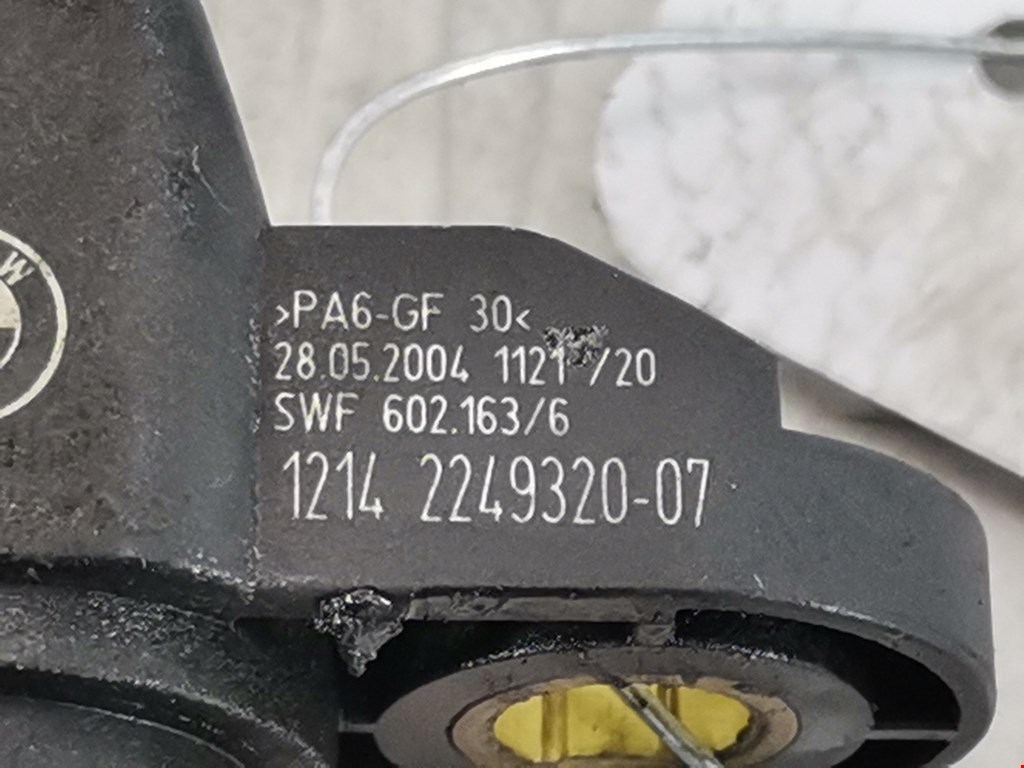 W
>PA6-GF 30<
28.05.2004 1121 /20
SWF 602.163/6
1214 2249320-07